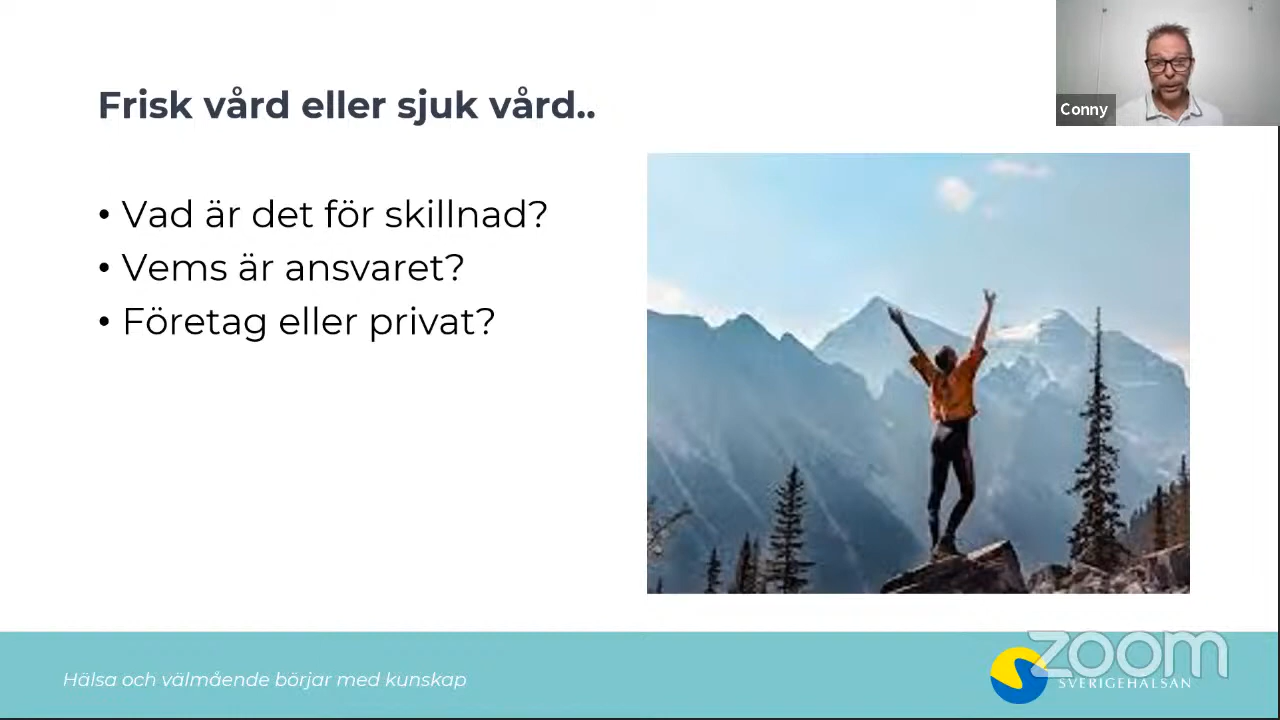 Conny
Frisk vård eller sjuk vård..
• Vad är det för skillnad?
• Vems är ansvaret?
• Företag eller privat?
Hälsa och välmående börjar med kunskap
zoom
SVERIGEHÄLSAN